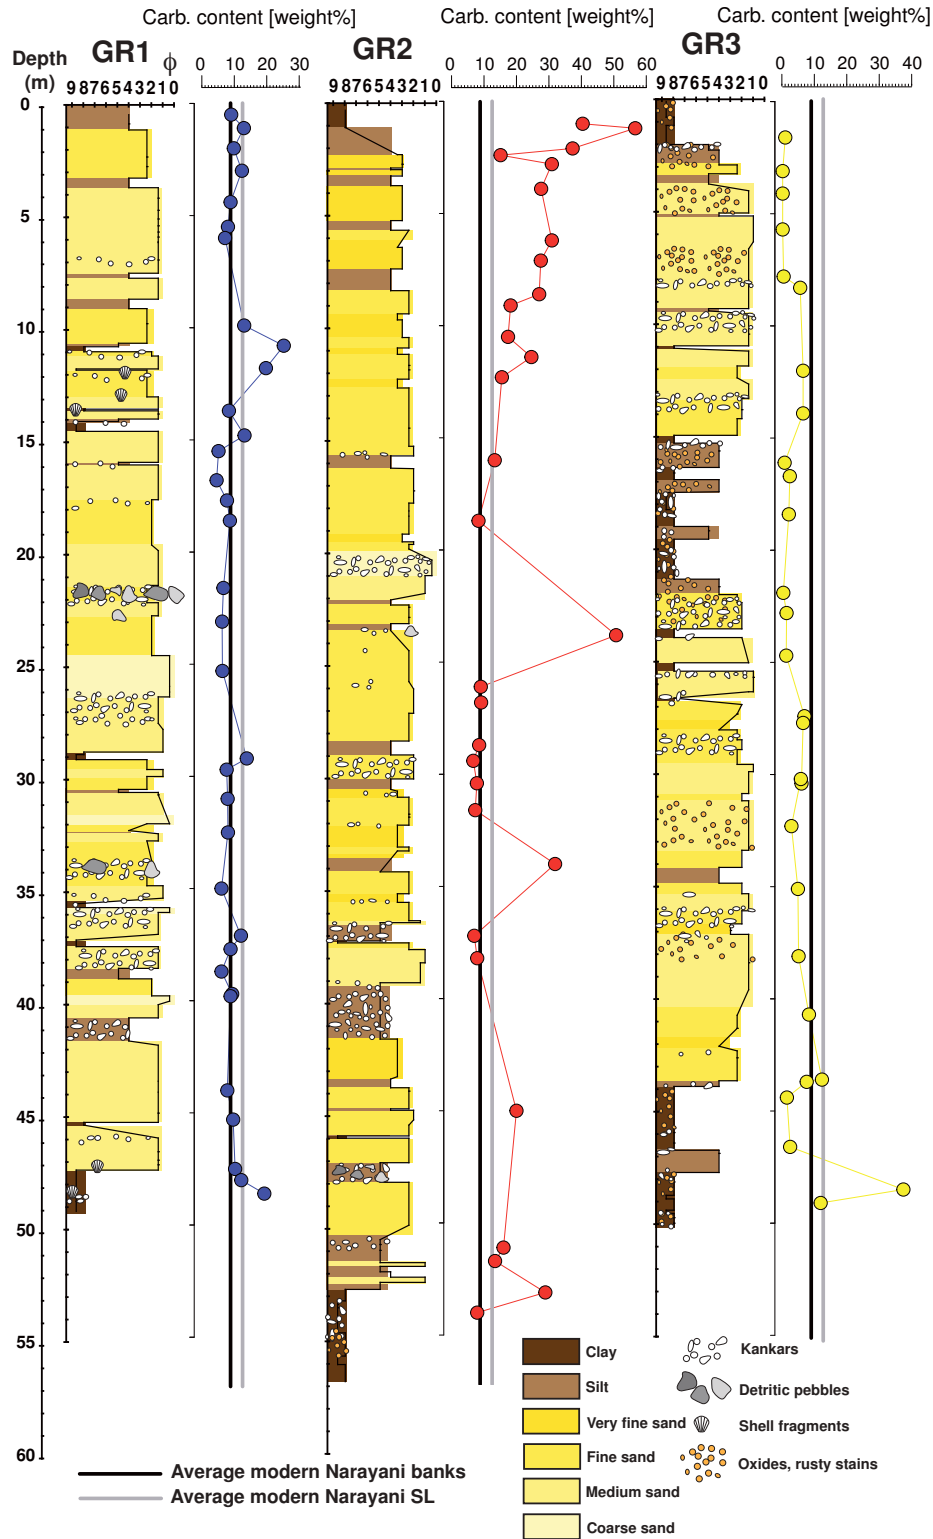 Carb. content [weight%]
Carb. content [weight%]
Carb. content [weight%]
Depth
(m)
GR1
ϕ
GR2
GR3
9876543210
0 10 20 30
9876543210
0 10 20 30 40 50 60
9876543210
0 10 20 30 40
0
5
10
15
20
25
30
35
40
45
50
55
60
Clay
Silt
Very fine sand
Fine sand
Medium sand
Coarse sand
Kankars
Detritic pebbles
Shell fragments
Oxides, rusty stains
Average modern Narayani banks
Average modern Narayani SL